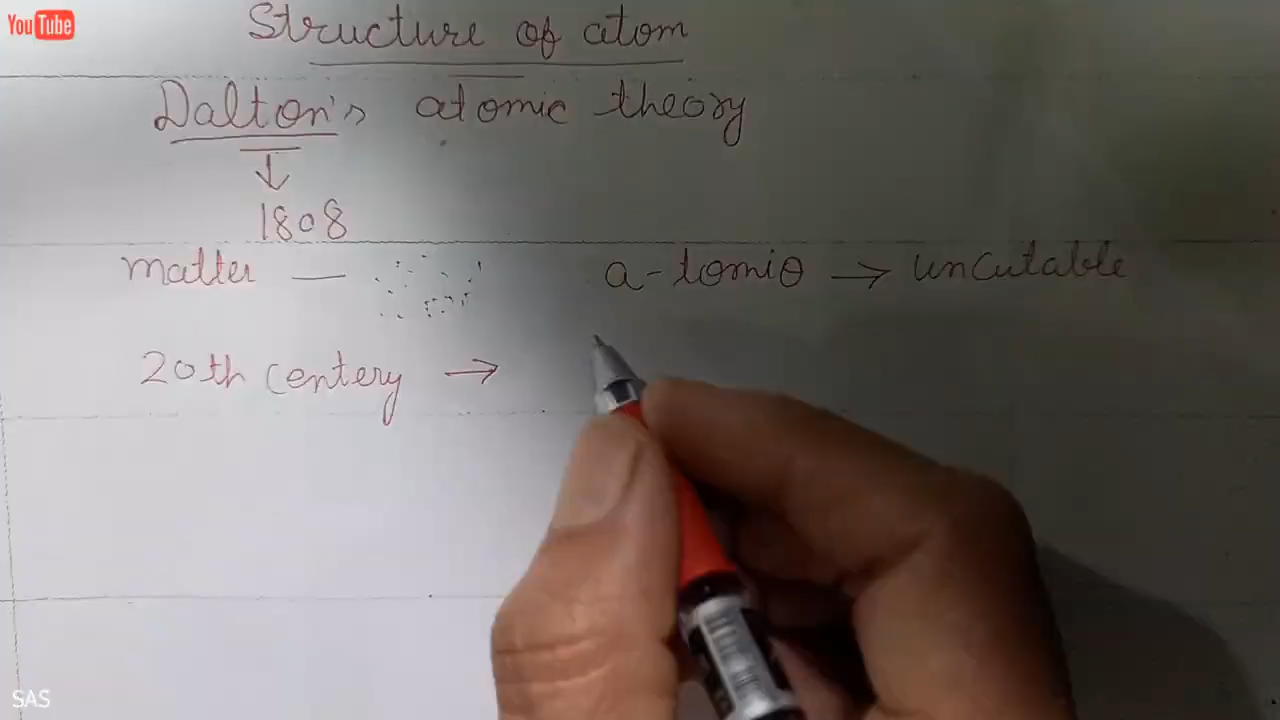 YouTube
Structure of atom
Dalton's atomic theory
↓
1808
matter — a-tomio → uncutable
20th centery →
SAS